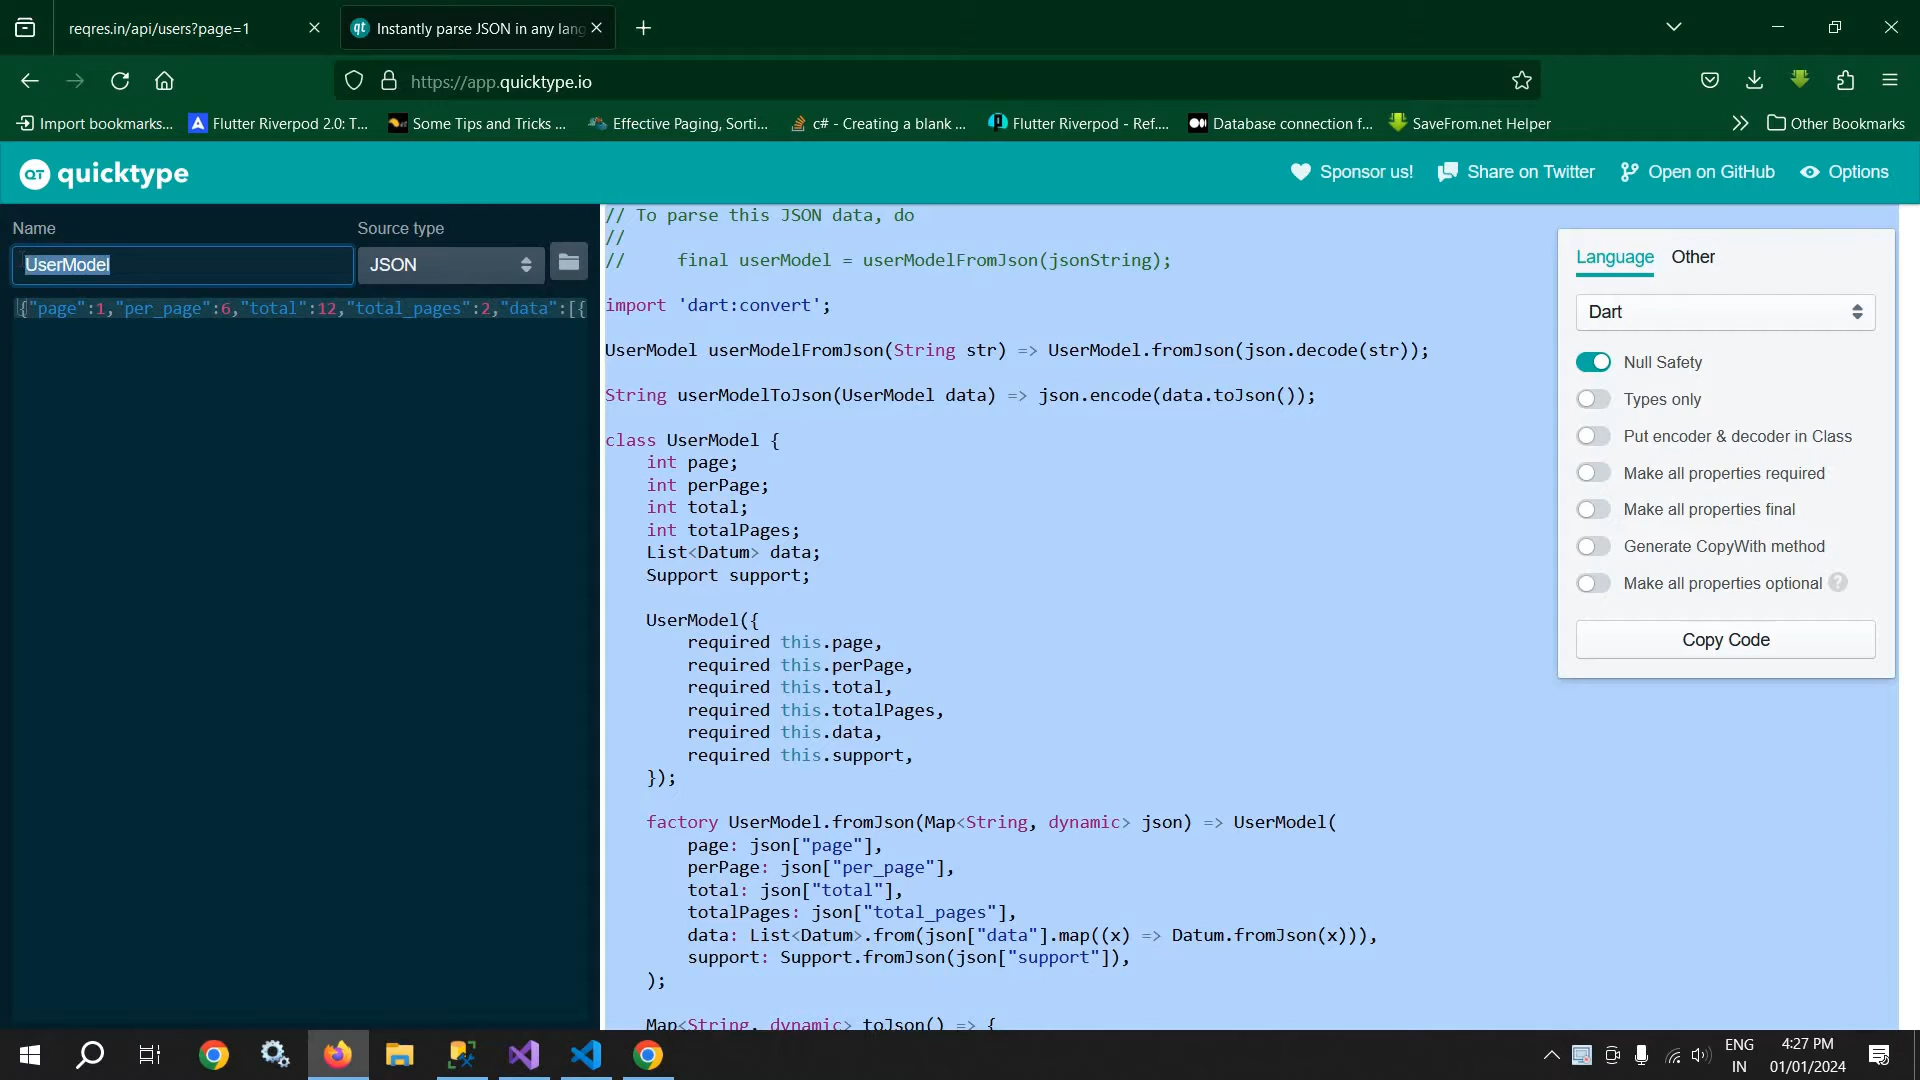 reqres.in/api/users?page=1
qt Instantly parse JSON in any lang
https://app.quicktype.io
Import bookmarks...
Flutter Riverpod 2.0: T...
Some Tips and Tricks ...
Effective Paging, Sorti...
c# - Creating a blank ...
Flutter Riverpod - Ref....
Database connection f...
SaveFrom.net Helper
Other Bookmarks
QT quicktype
Sponsor us!
Share on Twitter
Open on GitHub
Options
Name
Source type
UserModel
JSON
{"page":1,"per_page":6,"total":12,"total_pages":2,"data":[{
// To parse this JSON data, do
//
//     final userModel = userModelFromJson(jsonString);
import 'dart:convert';
UserModel userModelFromJson(String str) => UserModel.fromJson(json.decode(str));
String userModelToJson(UserModel data) => json.encode(data.toJson());
class UserModel {
int page;
int perPage;
int total;
int totalPages;
List<Datum> data;
Support support;
UserModel({
required this.page,
required this.perPage,
required this.total,
required this.totalPages,
required this.data,
required this.support,
});
factory UserModel.fromJson(Map<String, dynamic> json) => UserModel(
page: json["page"],
perPage: json["per_page"],
total: json["total"],
totalPages: json["total_pages"],
data: List<Datum>.from(json["data"].map((x) => Datum.fromJson(x))),
support: Support.fromJson(json["support"]),
);
Map<String, dynamic> toJson() => {
Language
Other
Dart
Null Safety
Types only
Put encoder & decoder in Class
Make all properties required
Make all properties final
Generate CopyWith method
Make all properties optional ?
Copy Code
ENG
IN
4:27 PM
01/01/2024